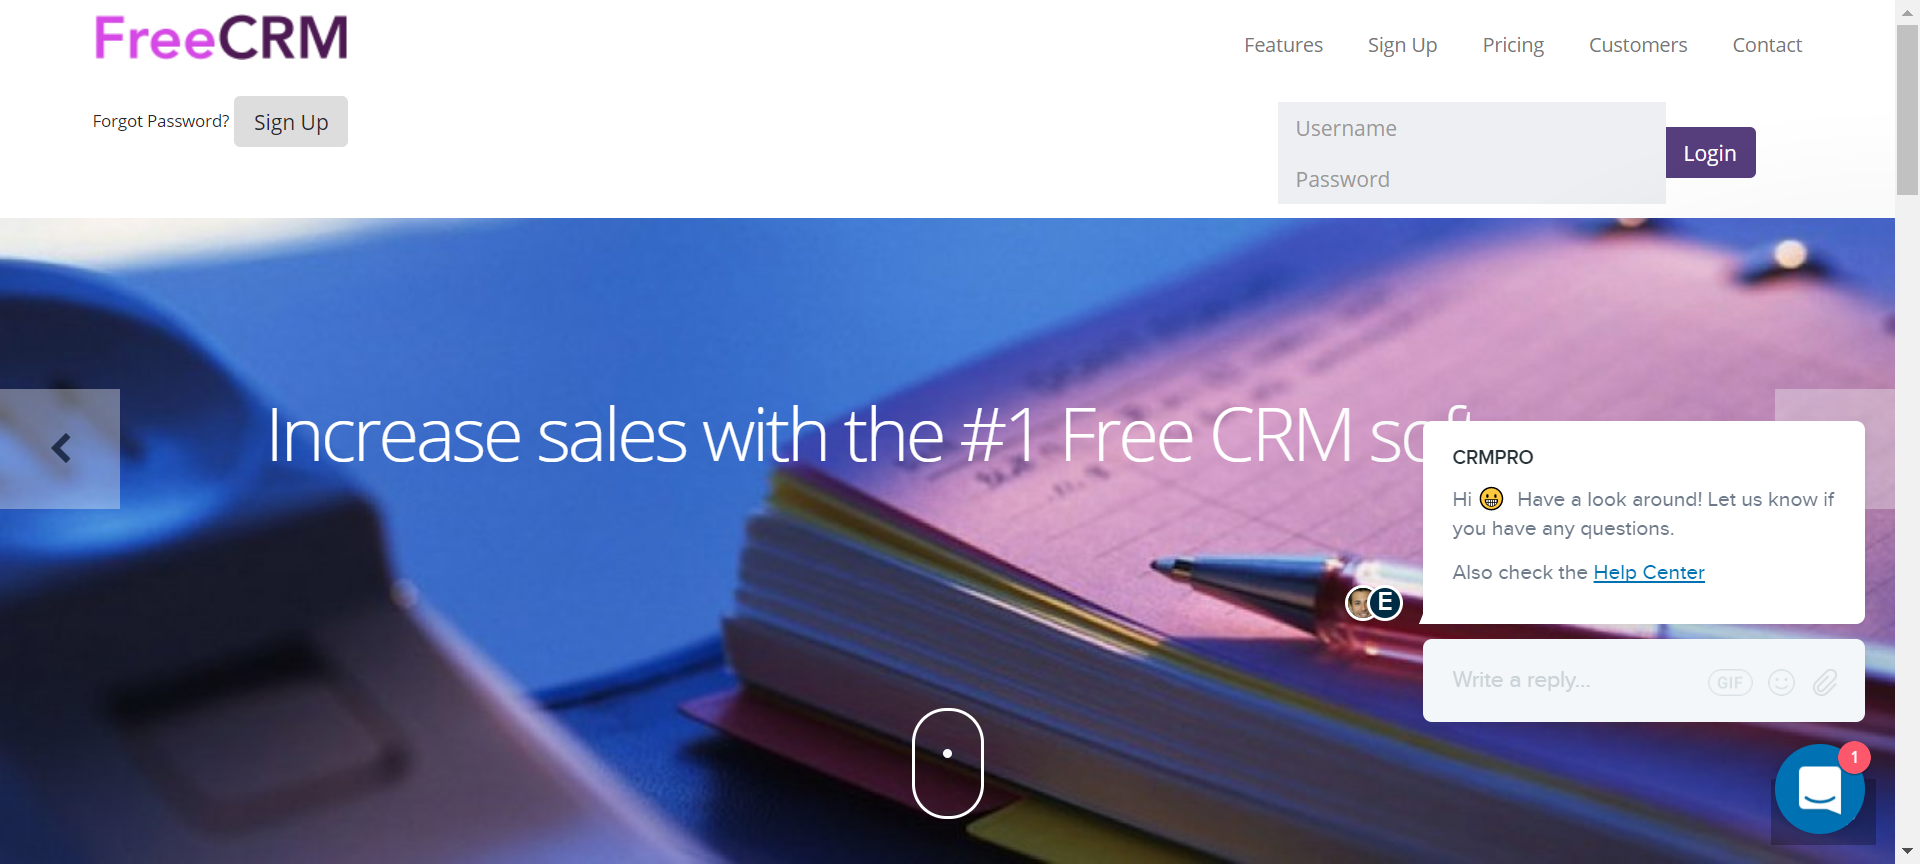 FreeCRM
Features
Sign Up
Pricing
Customers
Contact
Forgot Password?
Sign Up
Username
Password
Login
Increase sales with the #1 Free CRM
CRMPRO
Hi 😀 Have a look around! Let us know if
you have any questions.
Also check the Help Center
E
Write a reply...
GIF
1